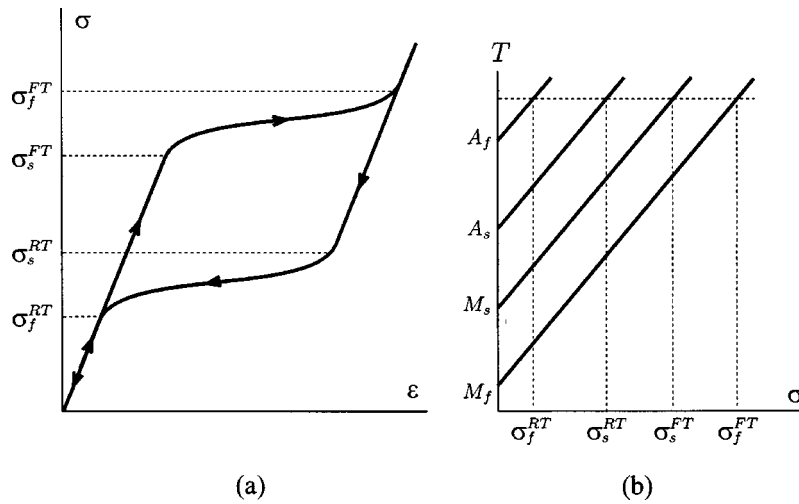 σ
σ_f^{FT}
σ_s^{FT}
σ_s^{RT}
σ_f^{RT}
ε
(a)
T
A_f
A_s
M_s
M_f
σ
σ_f^{RT} σ_s^{RT} σ_s^{FT} σ_f^{FT}
(b)